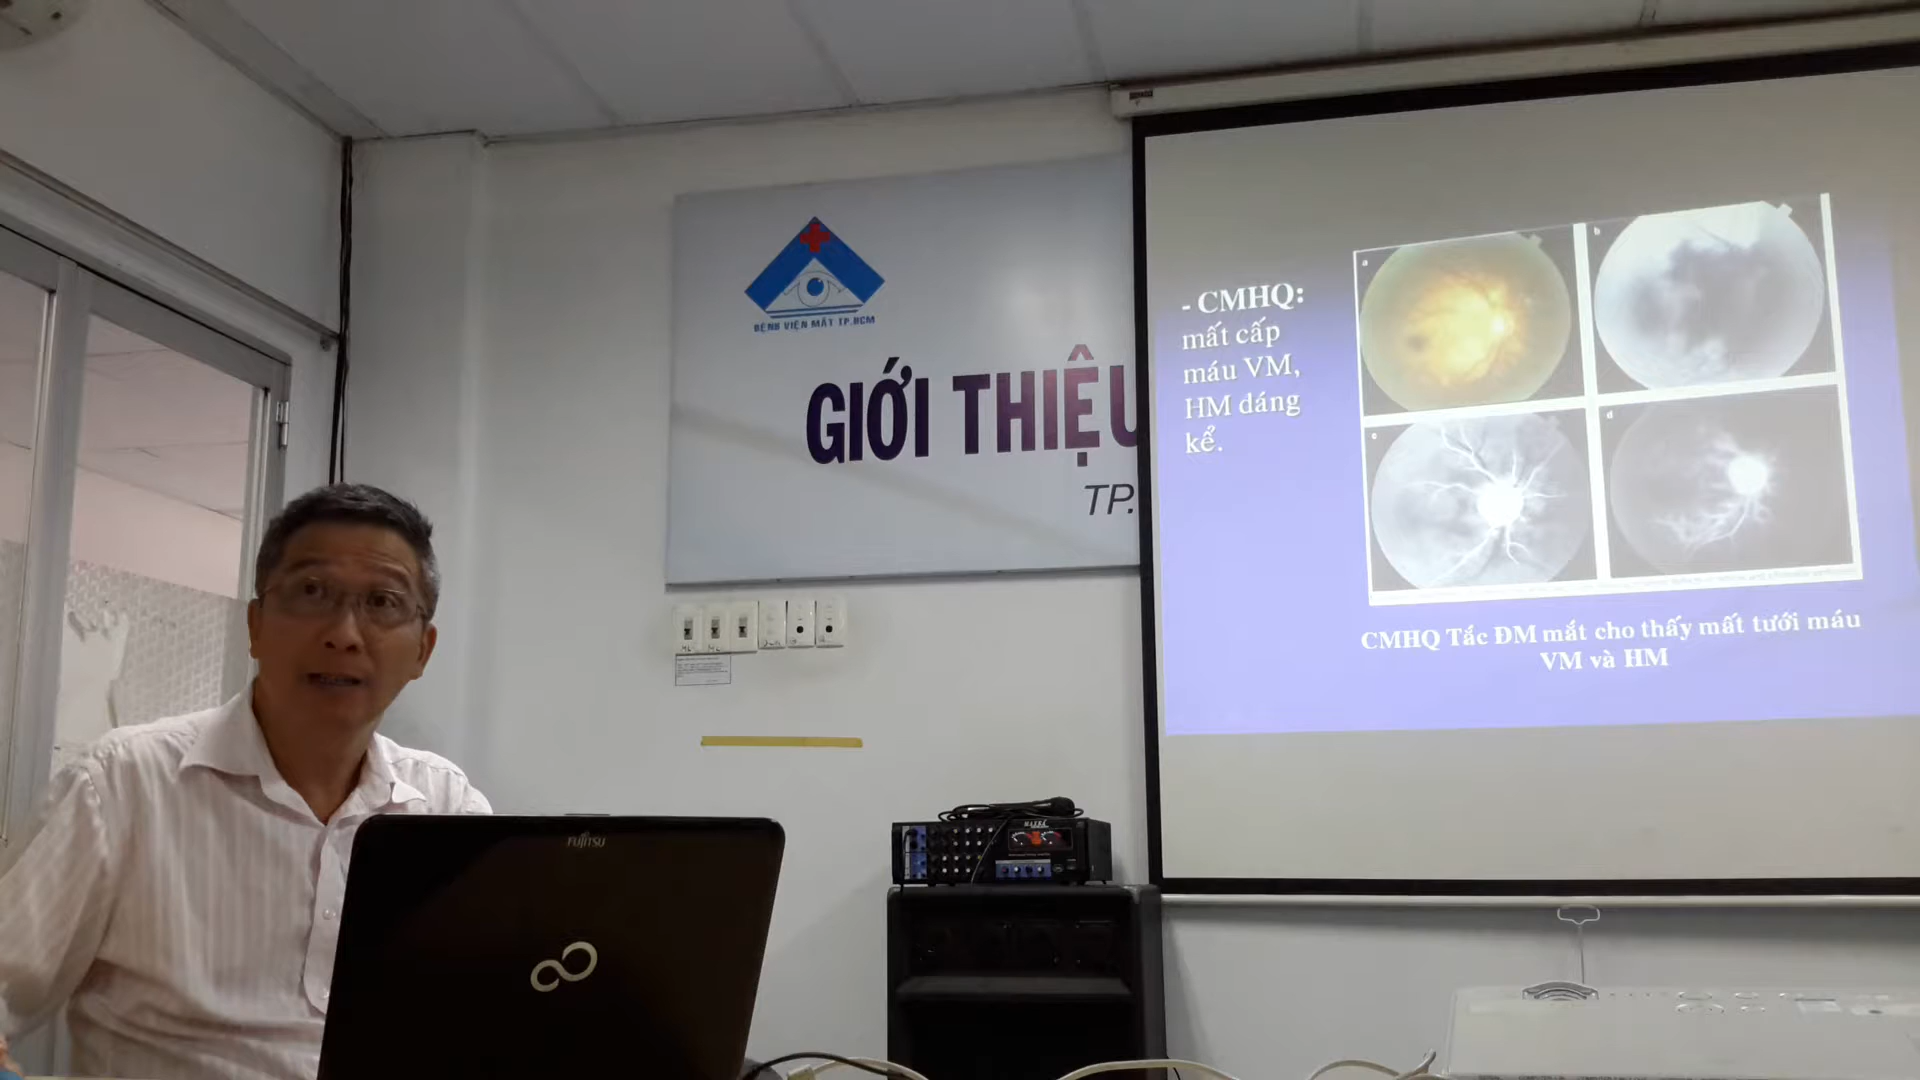 BỆNH VIỆN MẮT TP.HCM
GIỚI THIỆU
TP.
- CMHQ:
mất cấp
máu VM,
HM dáng
kể.
a
b
c
d
CMHQ Tắc ĐM mắt cho thấy mất tưới máu
VM và HM
FUJITSU